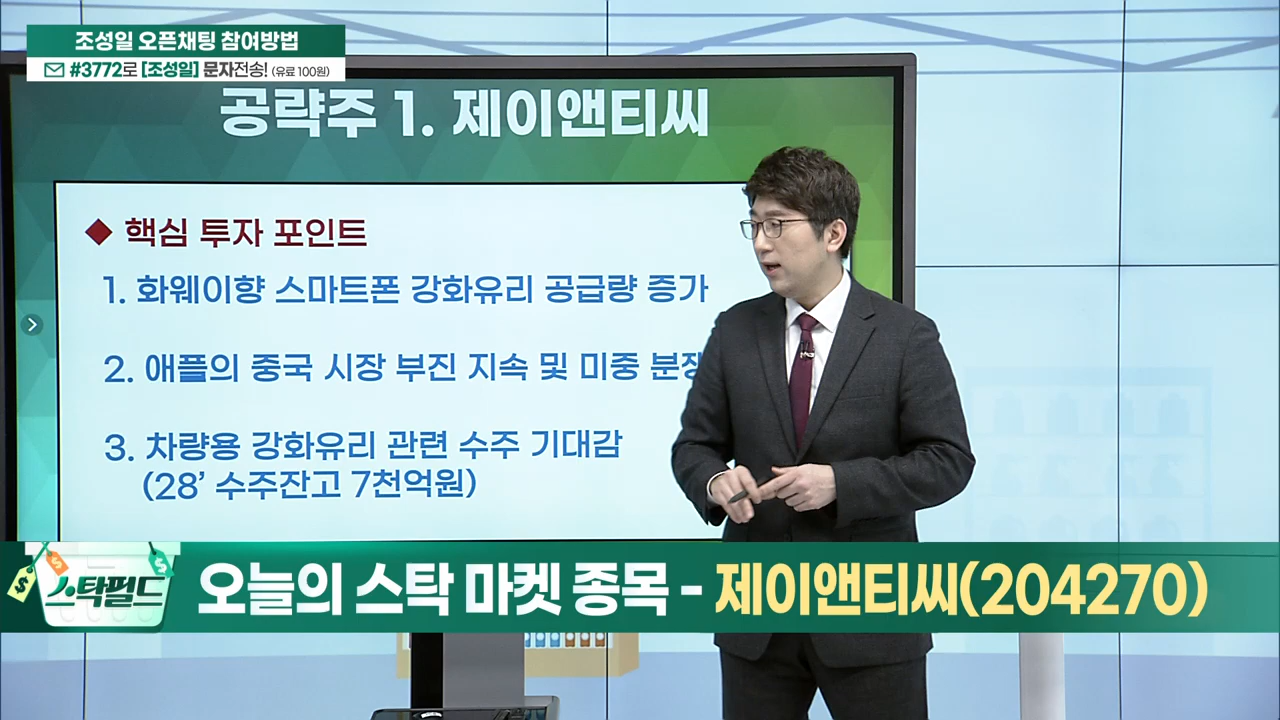 조성일 오픈채팅 참여방법
#3772로 [조성일] 문자전송! (유료 100원)
공략주 1. 제이앤티씨
◆ 핵심 투자 포인트
1. 화웨이향 스마트폰 강화유리 공급량 증가
2. 애플의 중국 시장 부진 지속 및 미중
3. 차량용 강화유리 관련 수주 기대감
(28' 수주잔고 7천억원)
스탁필드
오늘의 스탁 마켓 종목 - 제이앤티씨(204270)